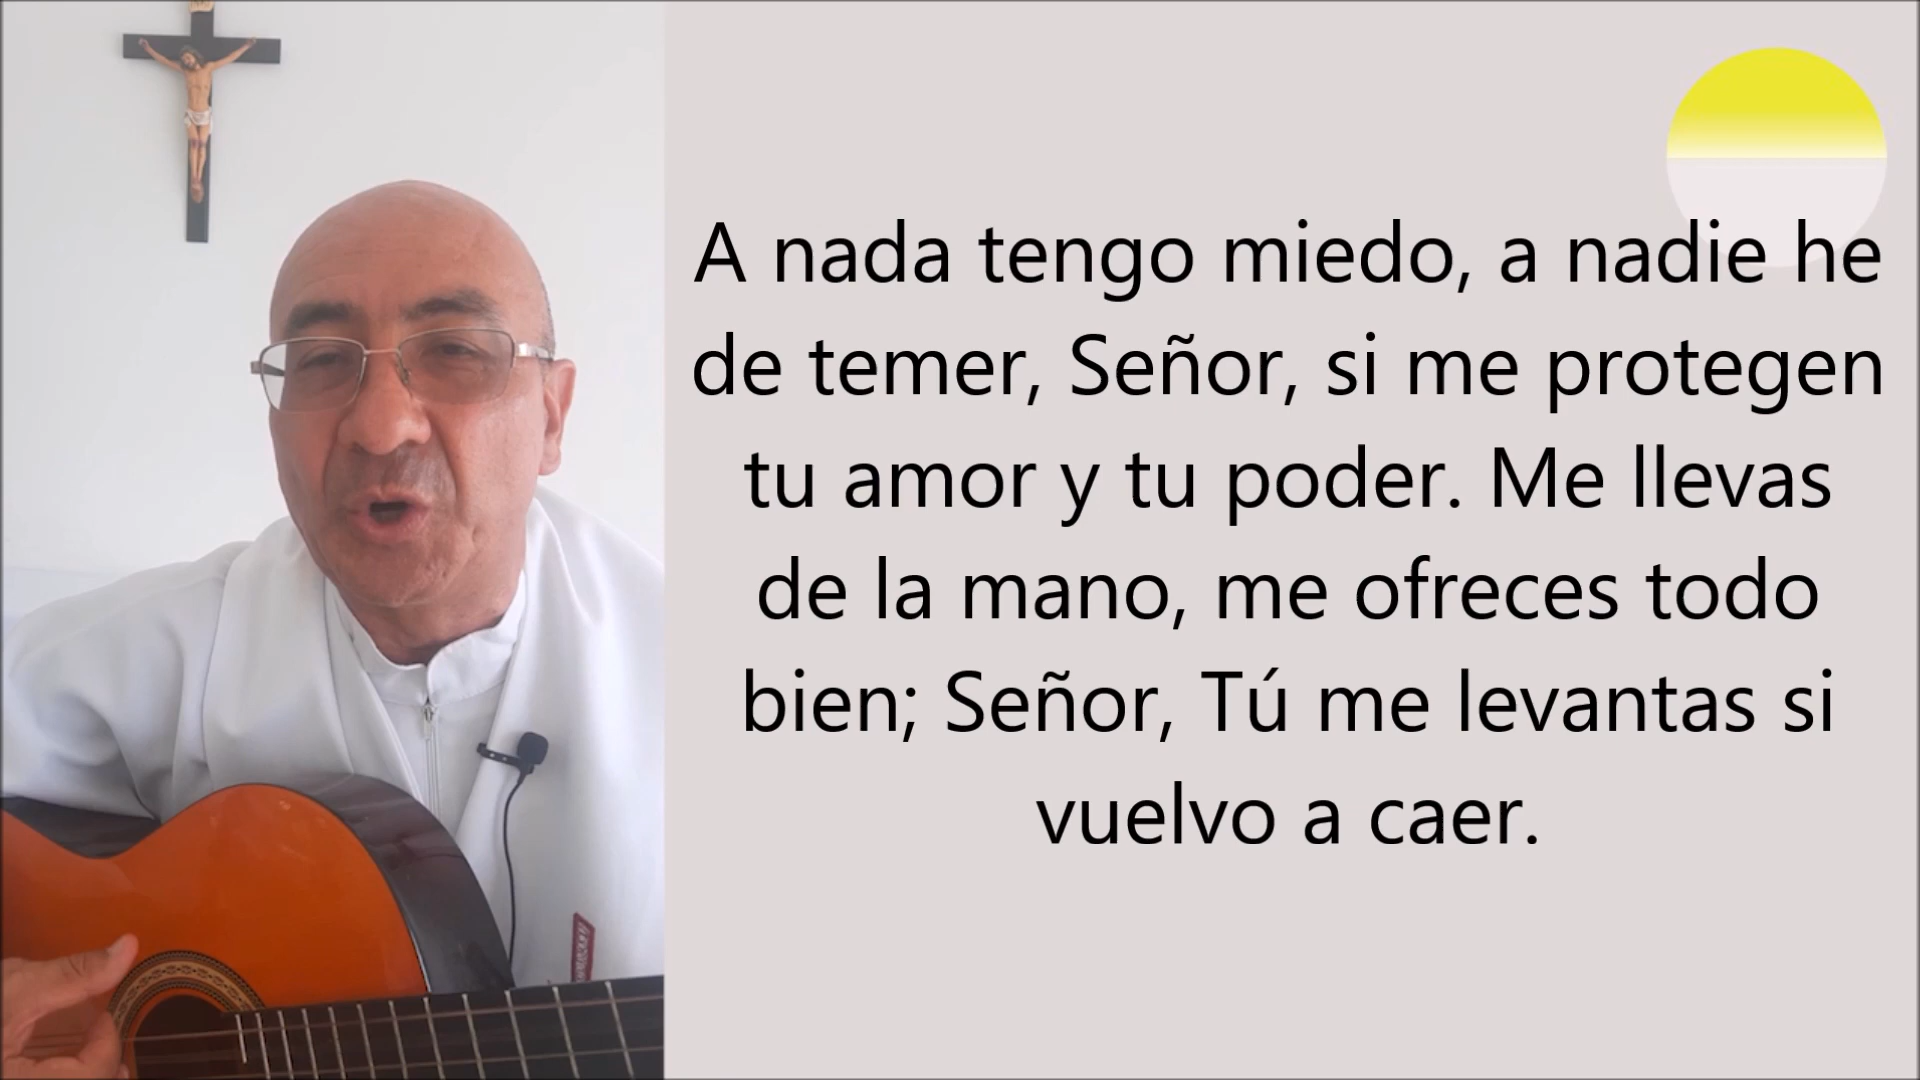 A nada tengo miedo, a nadie he
de temer, Señor, si me protegen
tu amor y tu poder. Me llevas
de la mano, me ofreces todo
bien; Señor, Tú me levantas si
vuelvo a caer.